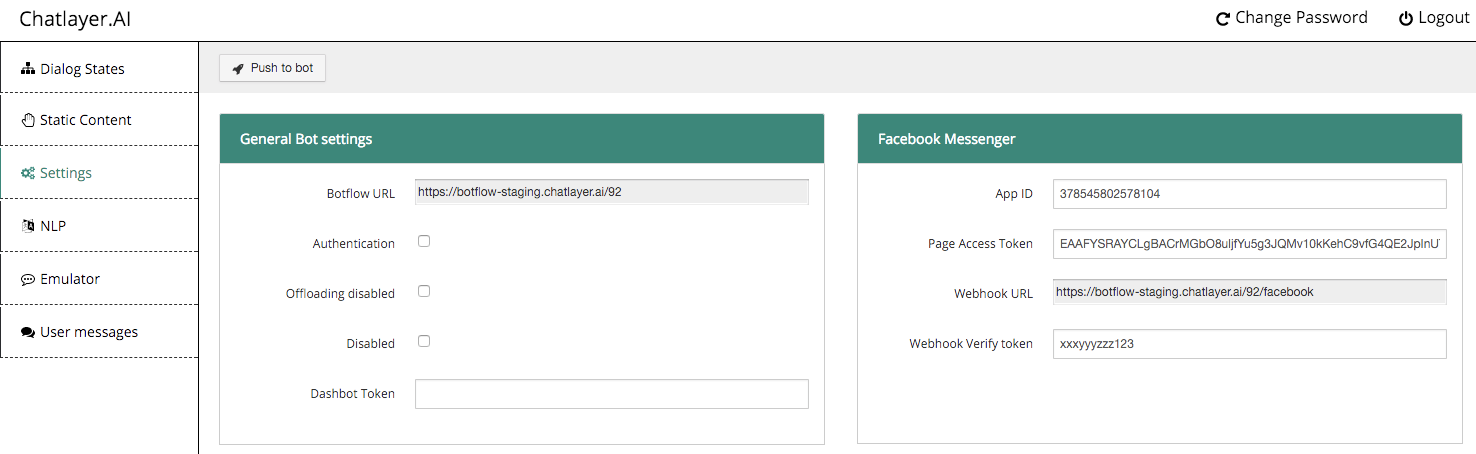 Chatlayer.AI
Change Password
Logout
Dialog States
Static Content
Settings
NLP
Emulator
User messages
Push to bot
General Bot settings
Botflow URL https://botflow-staging.chatlayer.ai/92
Authentication
Offloading disabled
Disabled
Dashbot Token
Facebook Messenger
App ID 378545802578104
Page Access Token
Webhook URL https://botflow-staging.chatlayer.ai/92/facebook
Webhook Verify token xxxyyyzzz123